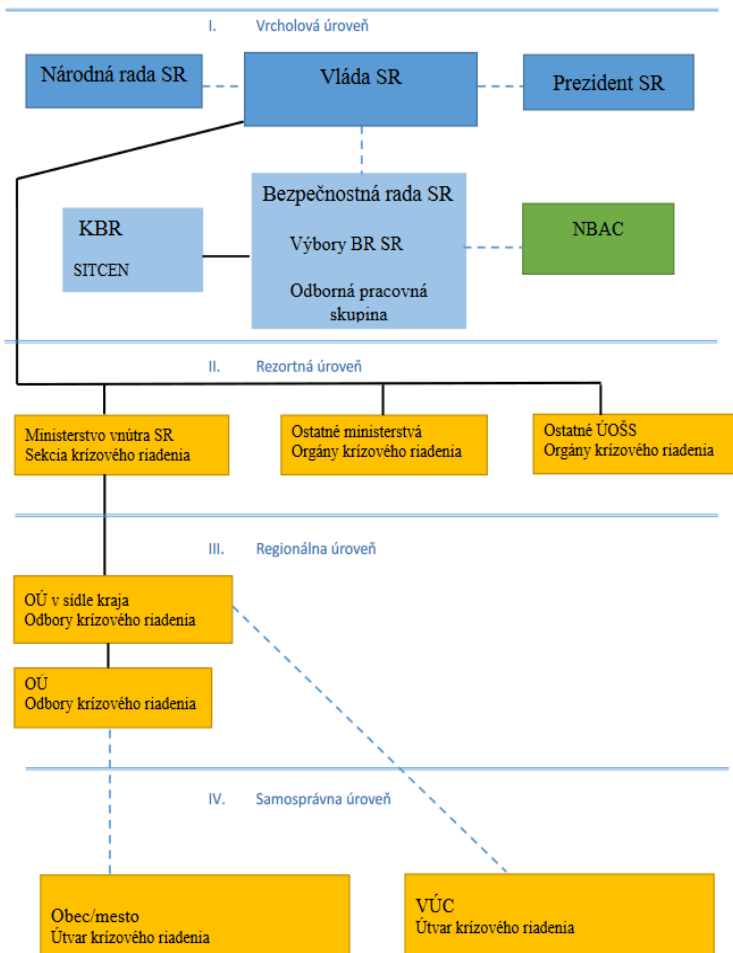 I. Vrcholová úroveň
Národná rada SR
Vláda SR
Prezident SR
Bezpečnostná rada SR
Výbory BR SR
Odborná pracovná
skupina
KBR
SITCEN
NBAC
II. Rezortná úroveň
Ministerstvo vnútra SR
Sekcia krízového riadenia
Ostatné ministerstvá
Orgány krízového riadenia
Ostatné ÚOŠS
Orgány krízového riadenia
III. Regionálna úroveň
OÚ v sídle kraja
Odbory krízového riadenia
OÚ
Odbory krízového riadenia
IV. Samosprávna úroveň
Obec/mesto
Útvar krízového riadenia
VÚC
Útvar krízového riadenia